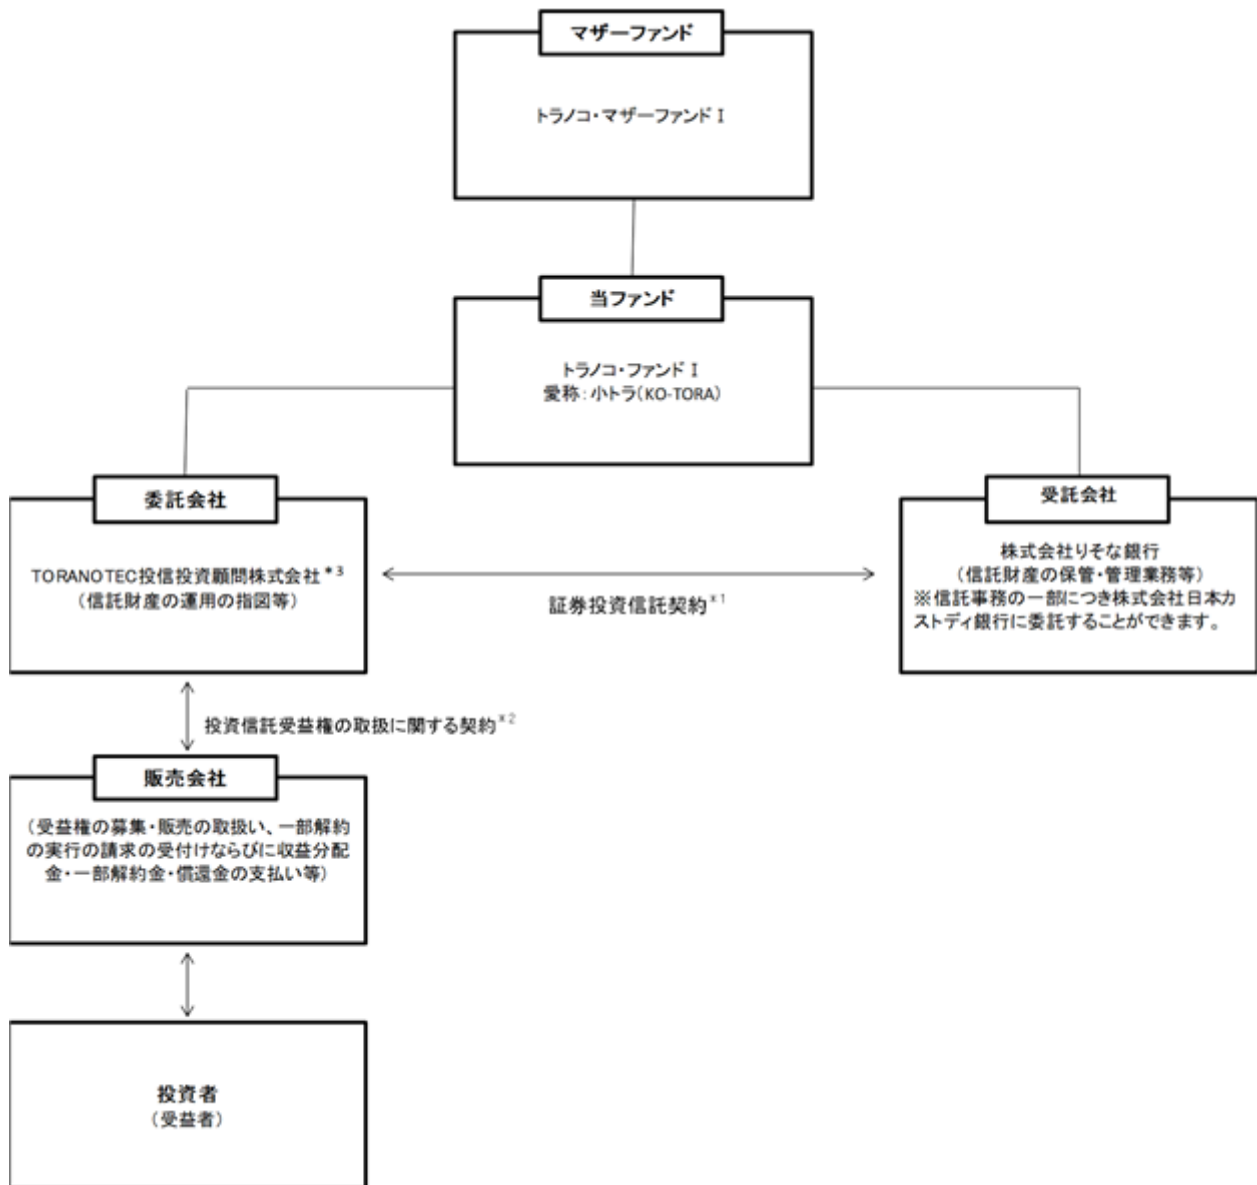 マザーファンド
トラノコ・マザーファンドⅠ
当ファンド
トラノコ・ファンドⅠ
愛称：小トラ（KO-TORA）
委託会社
TORANOTEC投信投資顧問株式会社＊3
（信託財産の運用の指図等）
証券投資信託契約＊1
受託会社
株式会社りそな銀行
（信託財産の保管・管理業務等）
※信託事務の一部につき株式会社日本カ
ストディ銀行に委託することができます。
投資信託受益権の取扱に関する契約＊2
販売会社
（受益権の募集・販売の取扱い、一部解約
の実行の請求の受付けならびに収益分配
金・一部解約金・償還金の支払い等）
投資者
（受益者）